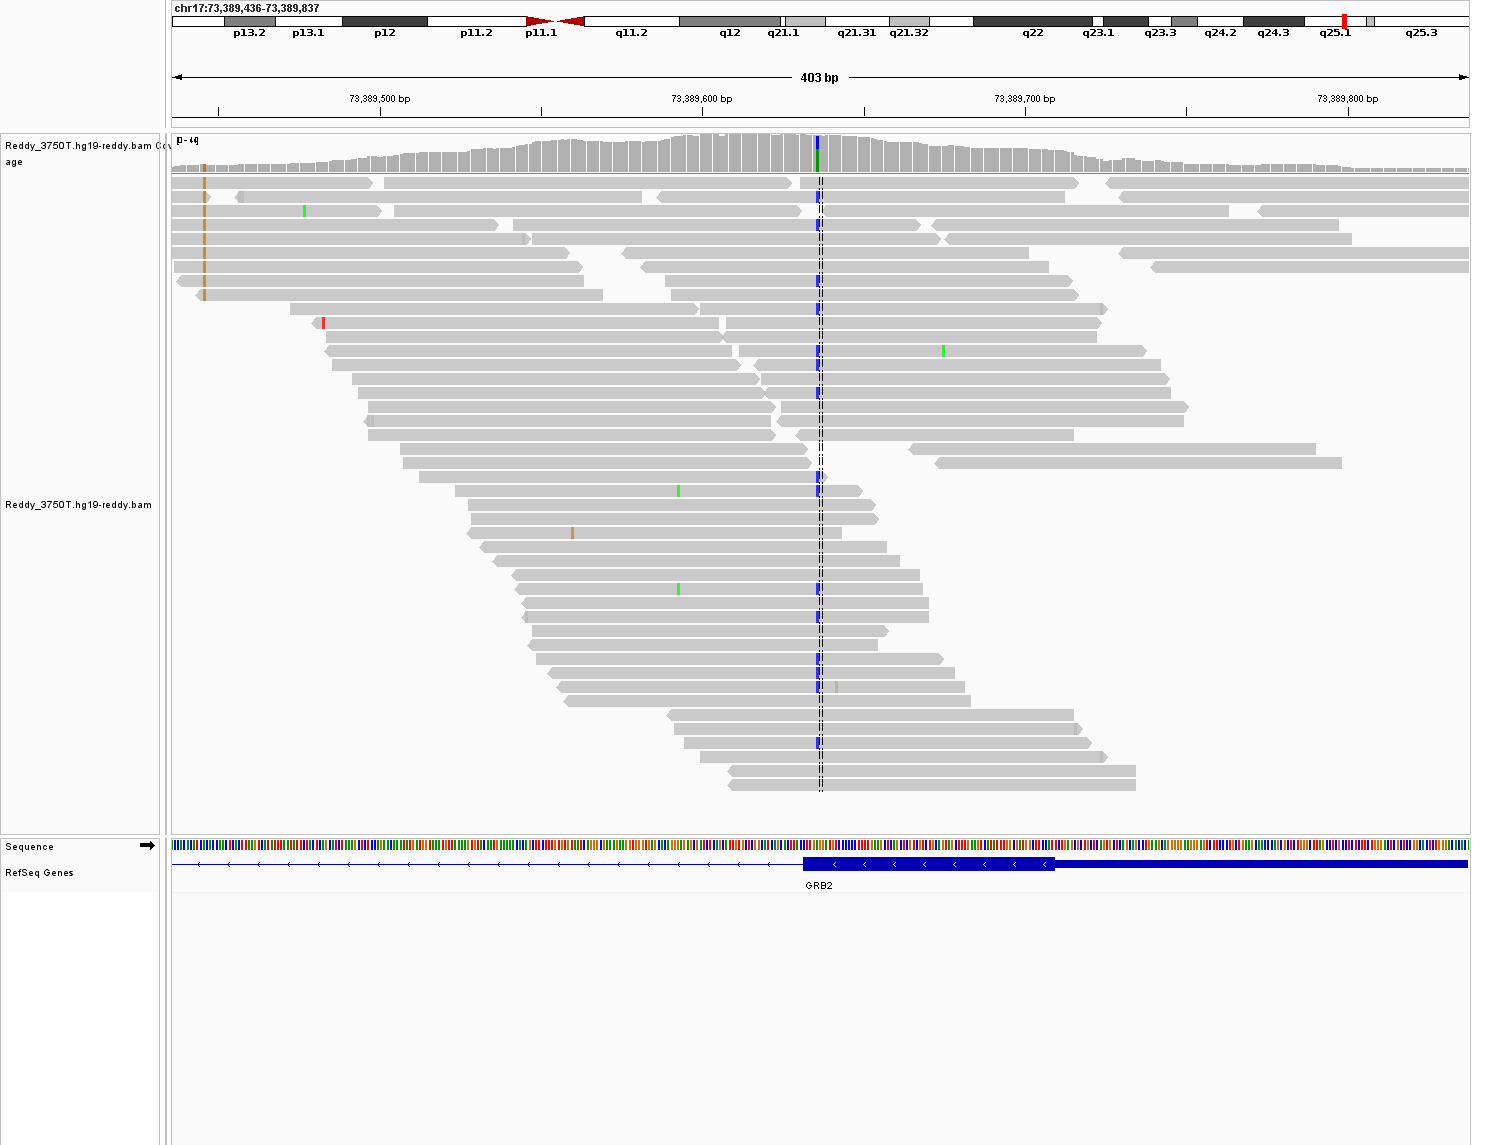 chr17:73,389,436-73,389,837
p13.2 p13.1 p12 p11.2 p11.1 q11.2 q12 q21.1 q21.31 q21.32 q22 q23.1 q23.3 q24.2 q24.3 q25.1 q25.3
403 bp
73,389,500 bp 73,389,600 bp 73,389,700 bp 73,389,800 bp
[0 - 44]
Reddy_3750T.hg19-reddy.bam Cov
age
Reddy_3750T.hg19-reddy.bam
Sequence
RefSeq Genes
GRB2